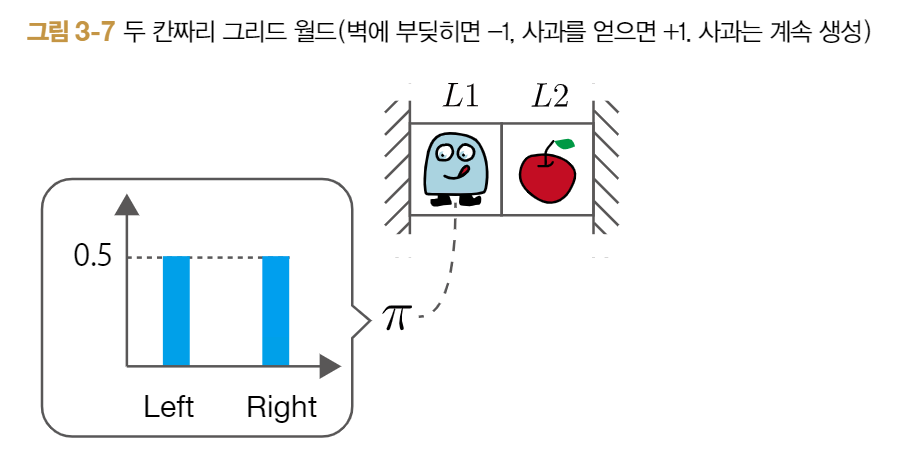 그림 3-7 두 칸짜리 그리드 월드(벽에 부딪히면 -1, 사과를 얻으면 +1. 사과는 계속 생성)
L1 L2
0.5
π
Left Right